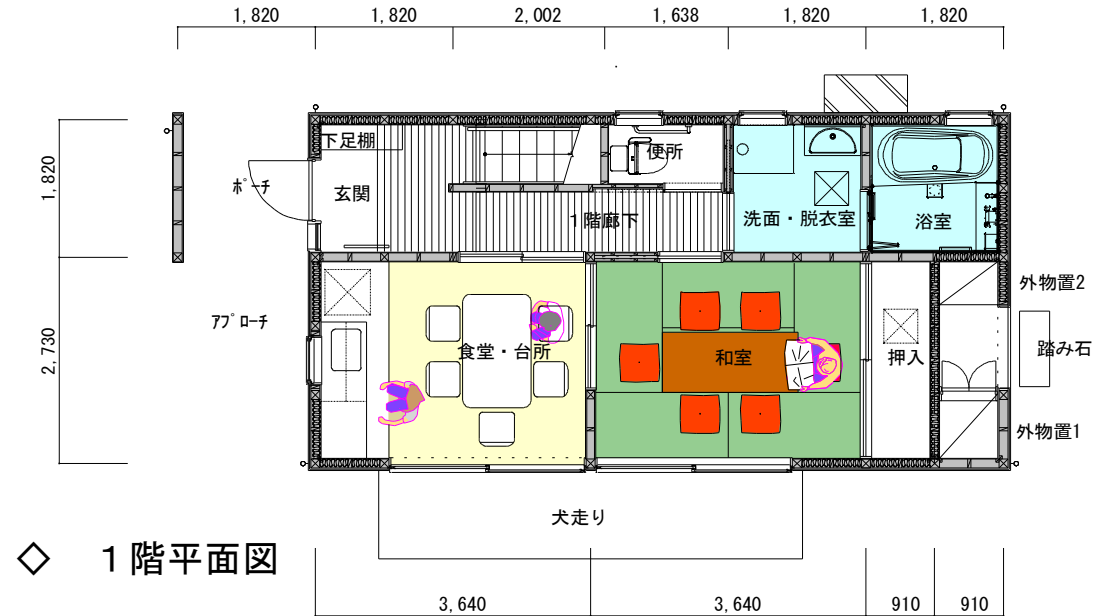 1,820
1,820
2,002
1,638
1,820
1,820
1,820
2,730
下足棚
玄関
ﾎﾟｰﾁ
ｱﾌﾟﾛｰﾁ
便所
1階廊下
洗面・脱衣室
浴室
食堂・台所
和室
押入
外物置2
踏み石
外物置1
犬走り
◇　１階平面図
3,640
3,640
910
910